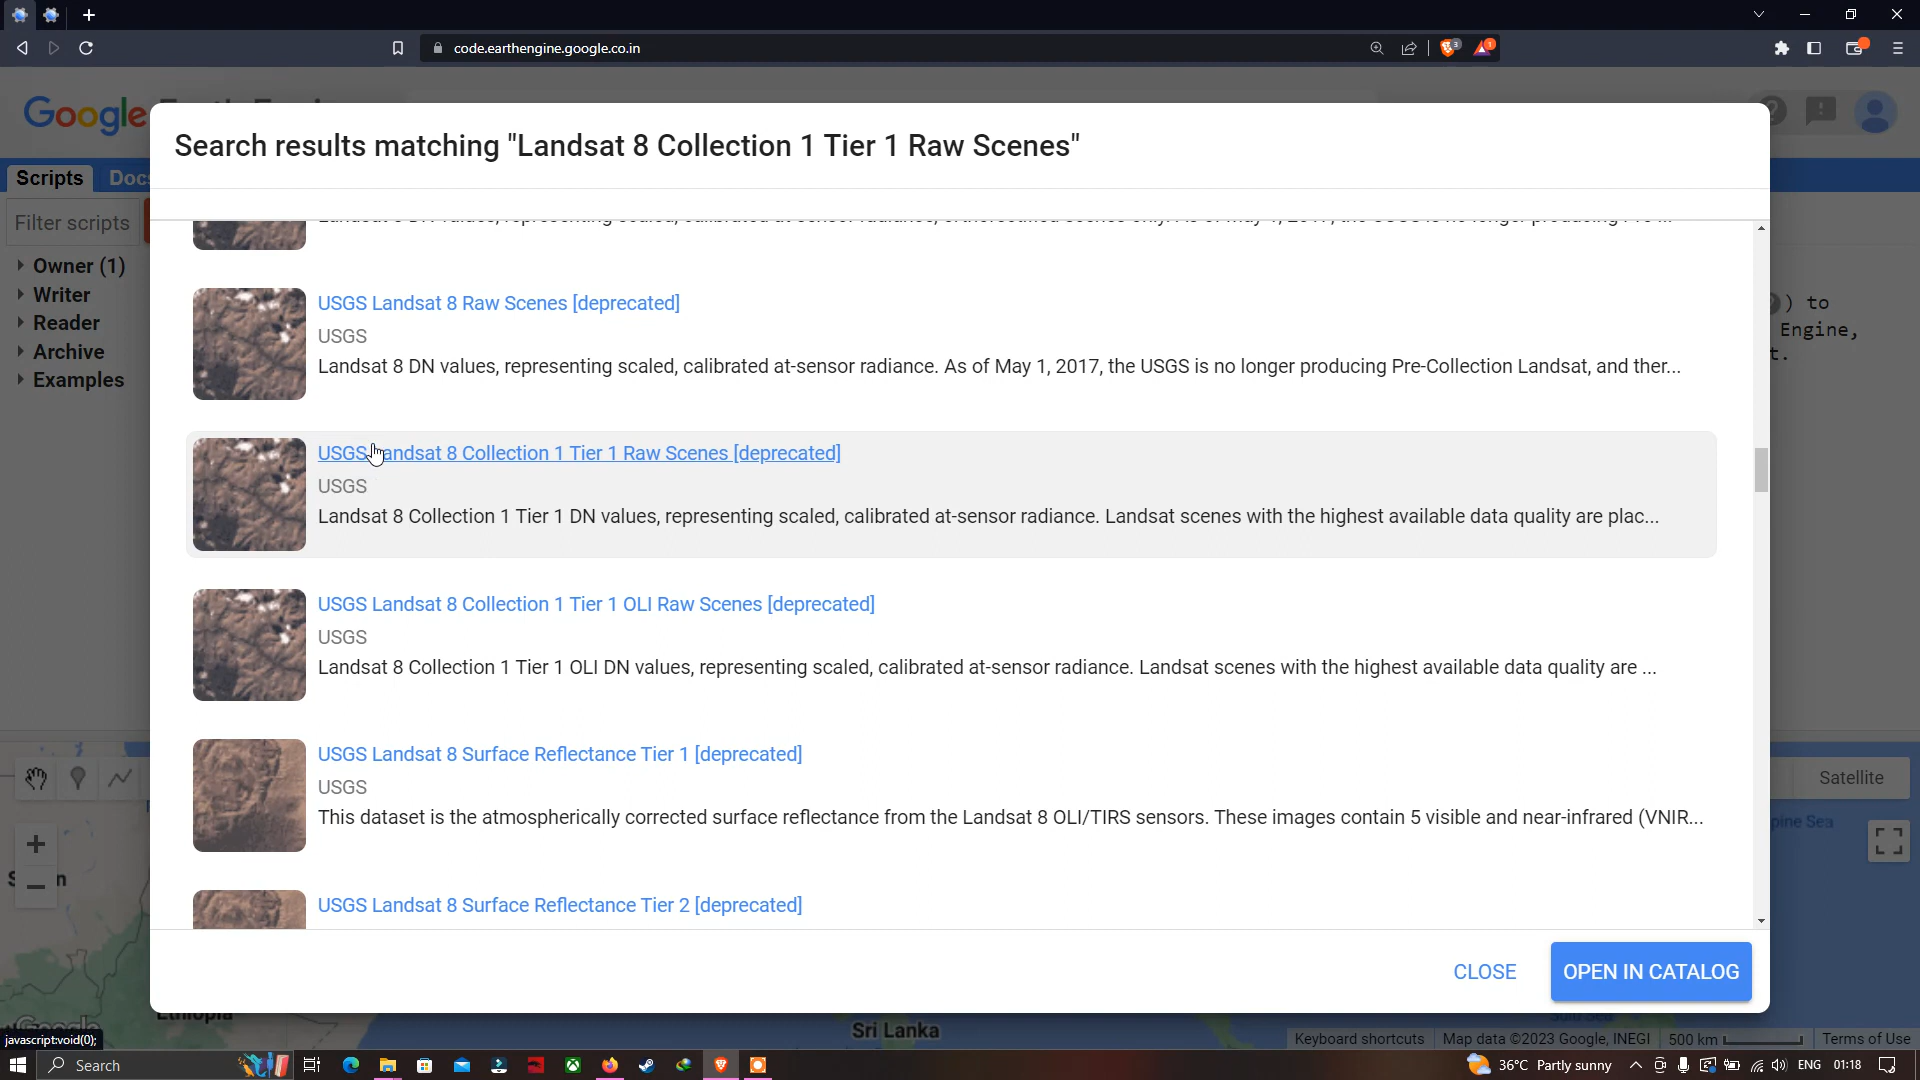 code.earthengine.google.co.in
3
1
Google
Search results matching "Landsat 8 Collection 1 Tier 1 Raw Scenes"
Scripts
Docs
Filter scripts
Owner (1)
Writer
Reader
Archive
Examples
) to
Engine,
t.
USGS Landsat 8 Raw Scenes [deprecated]
USGS
Landsat 8 DN values, representing scaled, calibrated at-sensor radiance. As of May 1, 2017, the USGS is no longer producing Pre-Collection Landsat, and ther...
USGS Landsat 8 Collection 1 Tier 1 Raw Scenes [deprecated]
USGS
Landsat 8 Collection 1 Tier 1 DN values, representing scaled, calibrated at-sensor radiance. Landsat scenes with the highest available data quality are plac...
USGS Landsat 8 Collection 1 Tier 1 OLI Raw Scenes [deprecated]
USGS
Landsat 8 Collection 1 Tier 1 OLI DN values, representing scaled, calibrated at-sensor radiance. Landsat scenes with the highest available data quality are ...
USGS Landsat 8 Surface Reflectance Tier 1 [deprecated]
USGS
This dataset is the atmospherically corrected surface reflectance from the Landsat 8 OLI/TIRS sensors. These images contain 5 visible and near-infrared (VNIR...
USGS Landsat 8 Surface Reflectance Tier 2 [deprecated]
Satellite
CLOSE
OPEN IN CATALOG
Ethiopia
Google
Sri Lanka
javascript:void(0);
Keyboard shortcuts
Map data ©2023 Google, INEGI
500 km
Terms of Use
Search
36°C Partly sunny
ENG
01:18